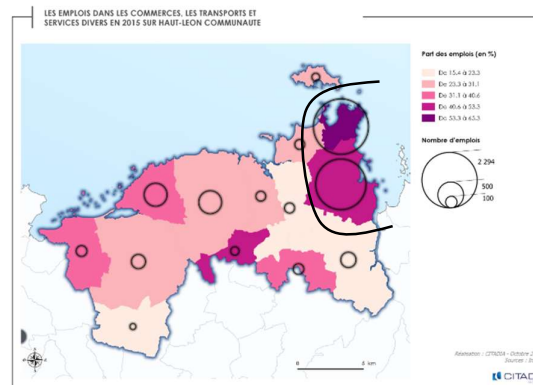 LES EMPLOIS DANS LES COMMERCES, LES TRANSPORTS ET
SERVICES DIVERS EN 2015 SUR HAUT-LEON COMMUNAUTE
Part des emplois (en %)
De 15,4 à 23,3
De 23,3 à 31,1
De 31,1 à 40,6
De 40,6 à 53,3
De 53,3 à 63,3
Nombre d'emplois
2 294
500
100
km
Réalisation : CITADIA - Octobre 2
Sources :
CITAD